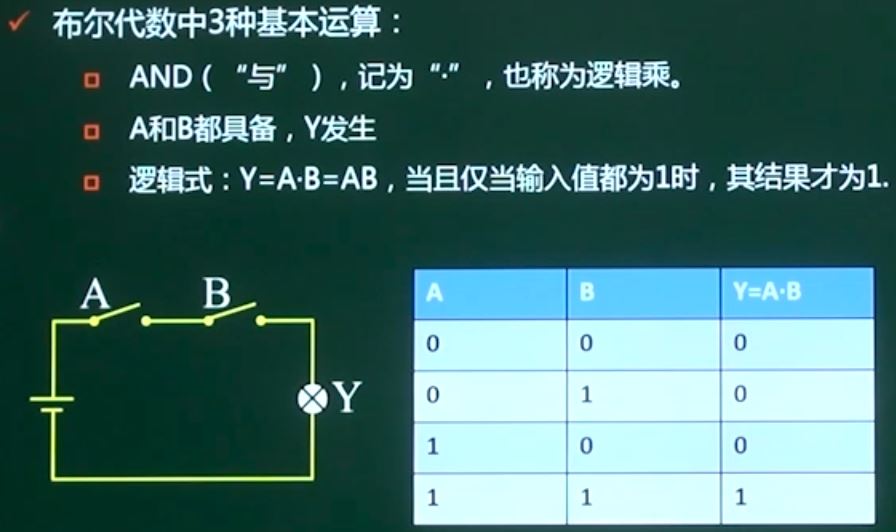 布尔代数中3种基本运算：
AND（“与”），记为“·”，也称为逻辑乘。
A和B都具备，Y发生
逻辑式：Y=A·B=AB，当且仅当输入值都为1时，其结果才为1.
A B
Y
A B Y=A·B
0 0 0
0 1 0
1 0 0
1 1 1